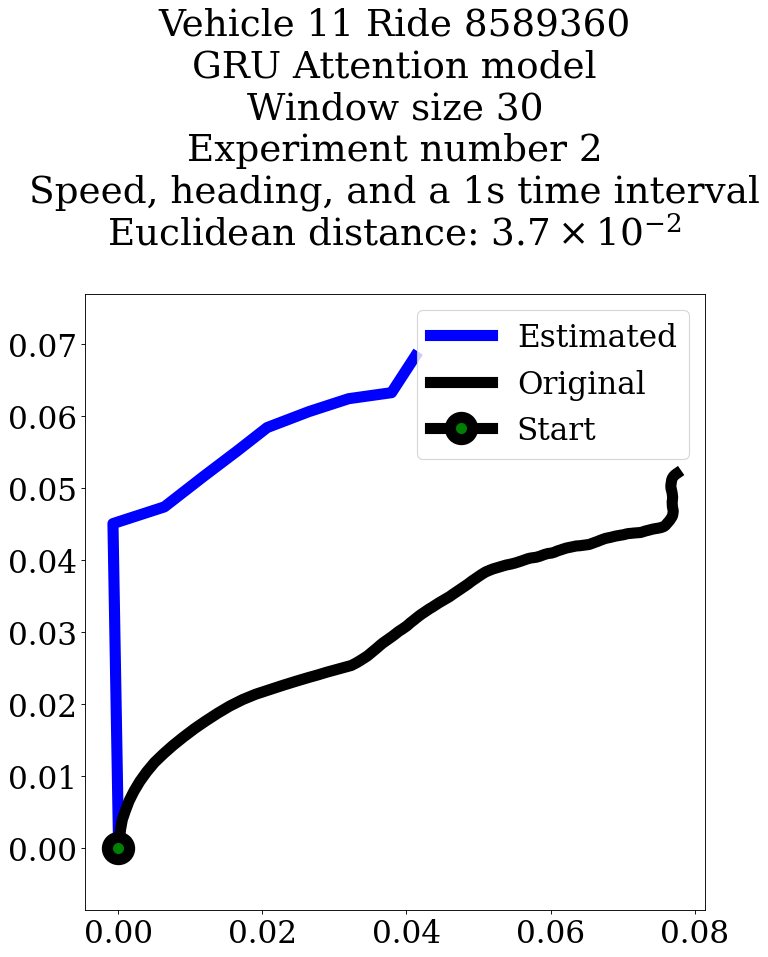 Vehicle 11 Ride 8589360
GRU Attention model
Window size 30
Experiment number 2
Speed, heading, and a 1s time interval
Euclidean distance: 3.7 × 10⁻²
0.07
0.06
0.05
0.04
0.03
0.02
0.01
0.00
Estimated
Original
Start
0.00 0.02 0.04 0.06 0.08